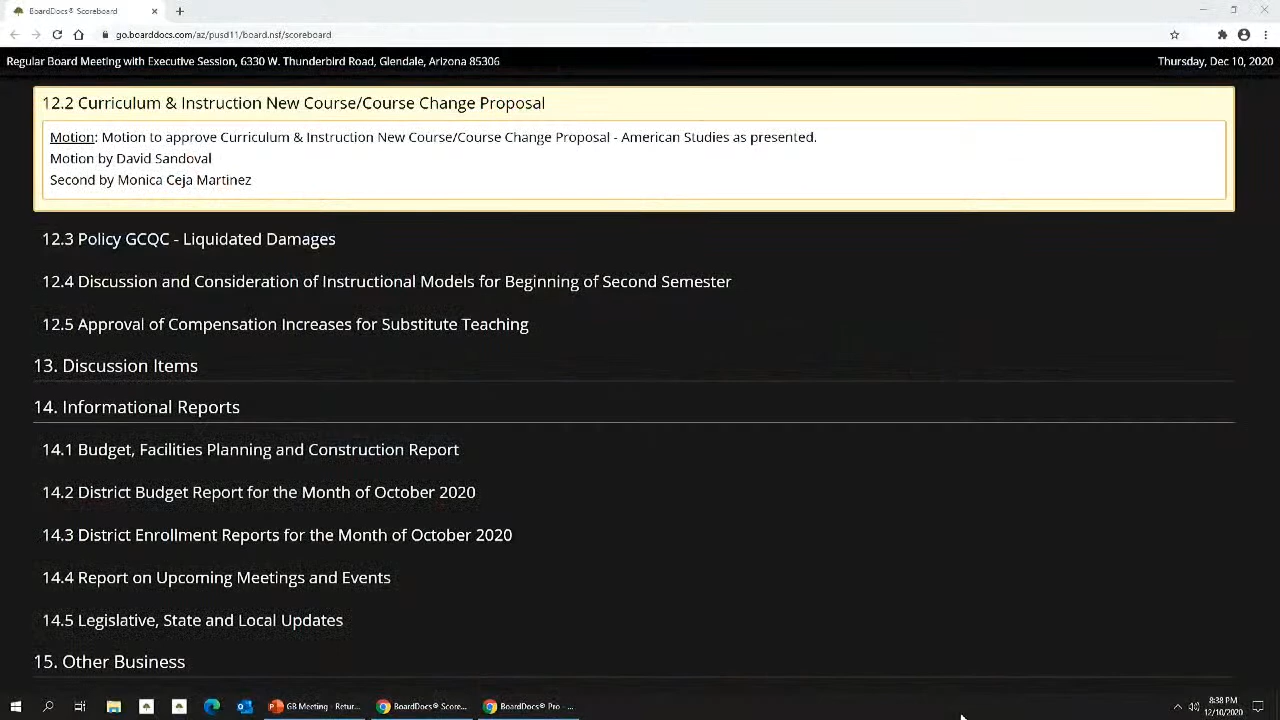 BoardDocs® Scoreboard
go.boarddocs.com/az/pusd11/board.nsf/scoreboard
Regular Board Meeting with Executive Session, 6330 W. Thunderbird Road, Glendale, Arizona 85306
Thursday, Dec 10, 2020
12.2 Curriculum & Instruction New Course/Course Change Proposal
Motion: Motion to approve Curriculum & Instruction New Course/Course Change Proposal - American Studies as presented.
Motion by David Sandoval
Second by Monica Ceja Martinez
12.3 Policy GCQC - Liquidated Damages
12.4 Discussion and Consideration of Instructional Models for Beginning of Second Semester
12.5 Approval of Compensation Increases for Substitute Teaching
13. Discussion Items
14. Informational Reports
14.1 Budget, Facilities Planning and Construction Report
14.2 District Budget Report for the Month of October 2020
14.3 District Enrollment Reports for the Month of October 2020
14.4 Report on Upcoming Meetings and Events
14.5 Legislative, State and Local Updates
15. Other Business
GB Meeting - Retur...
BoardDocs® Score...
BoardDocs® Pro - ...
8:38 PM
12/10/2020